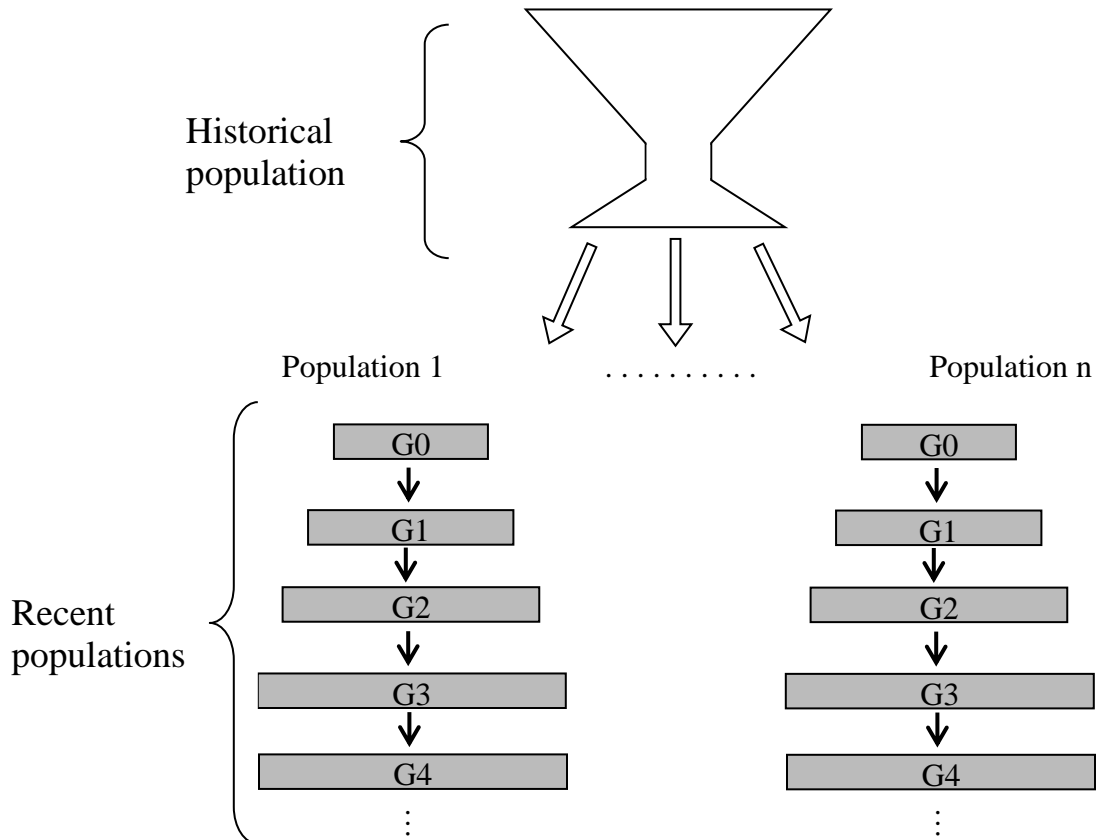 Historical
population
Population 1
. . . . . . . . . .
Population n
G0
G0
G1
G1
G2
G2
Recent
populations
G3
G3
G4
G4
⋮
⋮